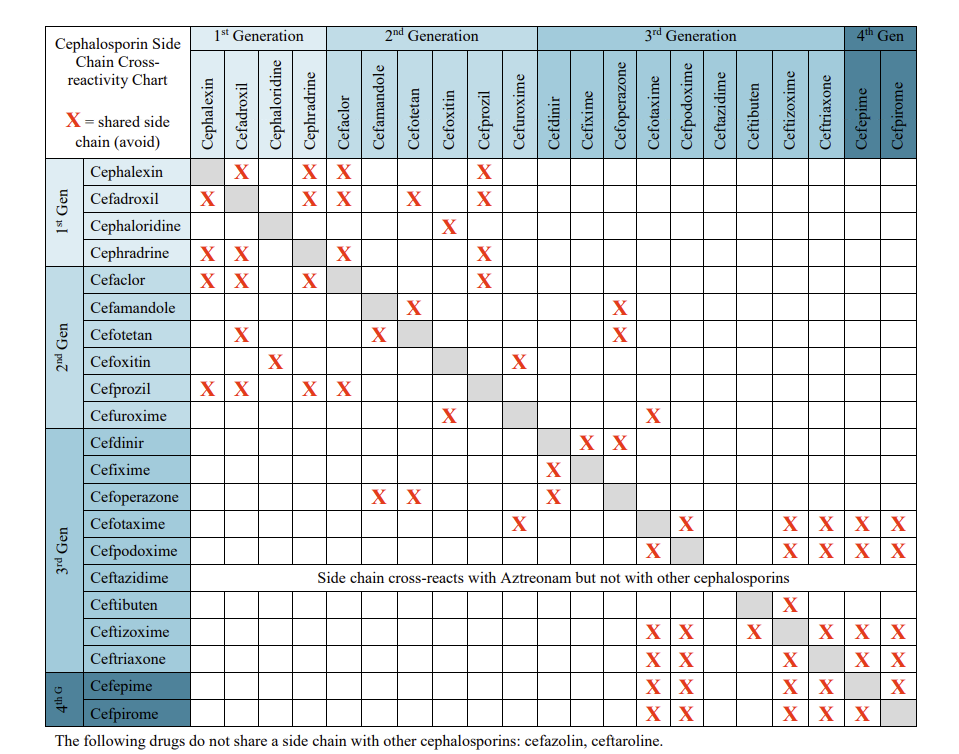 Cephalosporin Side
Chain Cross-
reactivity Chart
X = shared side
chain (avoid)
1st Generation 2nd Generation 3rd Generation 4th Gen
Cephalexin
Cefadroxil
Cephaloridine
Cephradrine
Cefaclor
Cefamandole
Cefotetan
Cefoxitin
Cefprozil
Cefuroxime
Cefdinir
Cefixime
Cefoperazone
Cefotaxime
Cefpodoxime
Ceftazidime
Ceftibuten
Ceftizoxime
Ceftriaxone
Cefepime
Cefpirome
1st Gen
Cephalexin X X X X
Cefadroxil X X X X X
Cephaloridine X
Cephradrine X X X X
2nd Gen
Cefaclor X X X X
Cefamandole X X
Cefotetan X X X
Cefoxitin X X
Cefprozil X X X X
Cefuroxime X X
3rd Gen
Cefdinir X X
Cefixime X
Cefoperazone X X X
Cefotaxime X X X X X X
Cefpodoxime X X X X X
Ceftazidime Side chain cross-reacts with Aztreonam but not with other cephalosporins
Ceftibuten X
Ceftizoxime X X X X X X
Ceftriaxone X X X X X
4th G
Cefepime X X X X X
Cefpirome X X X X X
The following drugs do not share a side chain with other cephalosporins: cefazolin, ceftaroline.